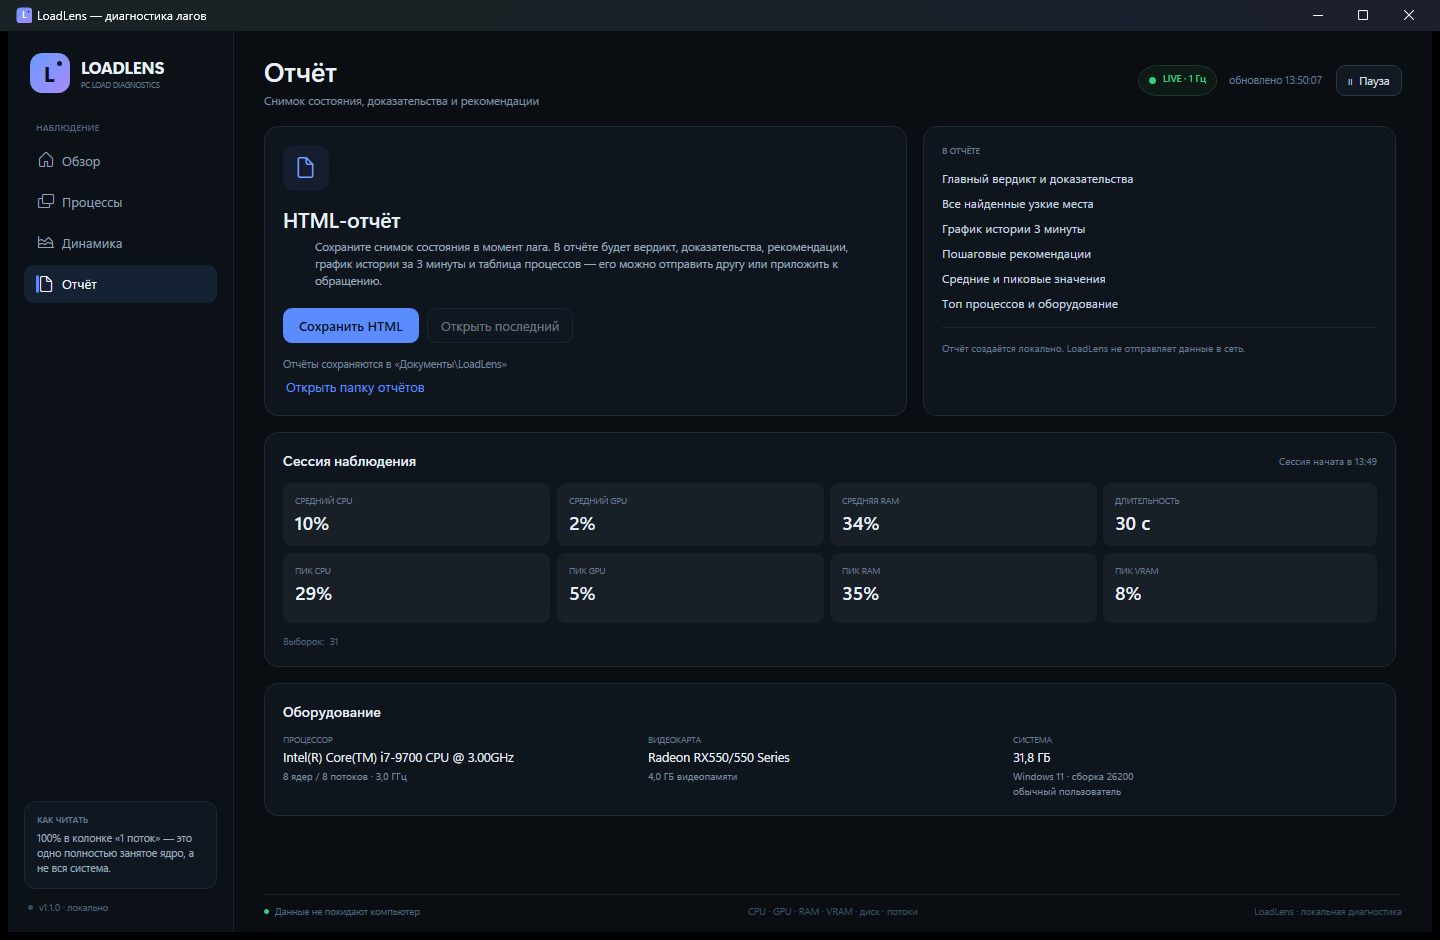 LoadLens — диагностика лагов
L
LOADLENS
PC LOAD DIAGNOSTICS
НАБЛЮДЕНИЕ
Обзор
Процессы
Динамика
Отчёт
КАК ЧИТАТЬ
100% в колонке «1 поток» — это
одно полностью занятое ядро, а
не вся система.
v1.1.0 · локально
Отчёт
Снимок состояния, доказательства и рекомендации
LIVE · 1 Гц
обновлено 13:50:07
Пауза
HTML-отчёт
Сохраните снимок состояния в момент лага. В отчёте будет вердикт, доказательства, рекомендации,
график истории за 3 минуты и таблица процессов — его можно отправить другу или приложить к
обращению.
Сохранить HTML
Открыть последний
Отчёты сохраняются в «Документы\LoadLens»
Открыть папку отчётов
В ОТЧЁТЕ
Главный вердикт и доказательства
Все найденные узкие места
График истории 3 минуты
Пошаговые рекомендации
Средние и пиковые значения
Топ процессов и оборудование
Отчёт создаётся локально. LoadLens не отправляет данные в сеть.
Сессия наблюдения
Сессия начата в 13:49
СРЕДНИЙ CPU
10%
СРЕДНИЙ GPU
2%
СРЕДНЯЯ RAM
34%
ДЛИТЕЛЬНОСТЬ
30 с
ПИК CPU
29%
ПИК GPU
5%
ПИК RAM
35%
ПИК VRAM
8%
Выборок: 31
Оборудование
ПРОЦЕССОР
Intel(R) Core(TM) i7-9700 CPU @ 3.00GHz
8 ядер / 8 потоков · 3,0 ГГц
ВИДЕОКАРТА
Radeon RX550/550 Series
4,0 ГБ видеопамяти
СИСТЕМА
31,8 ГБ
Windows 11 · сборка 26200
обычный пользователь
Данные не покидают компьютер
CPU · GPU · RAM · VRAM · диск · потоки
LoadLens · локальная диагностика